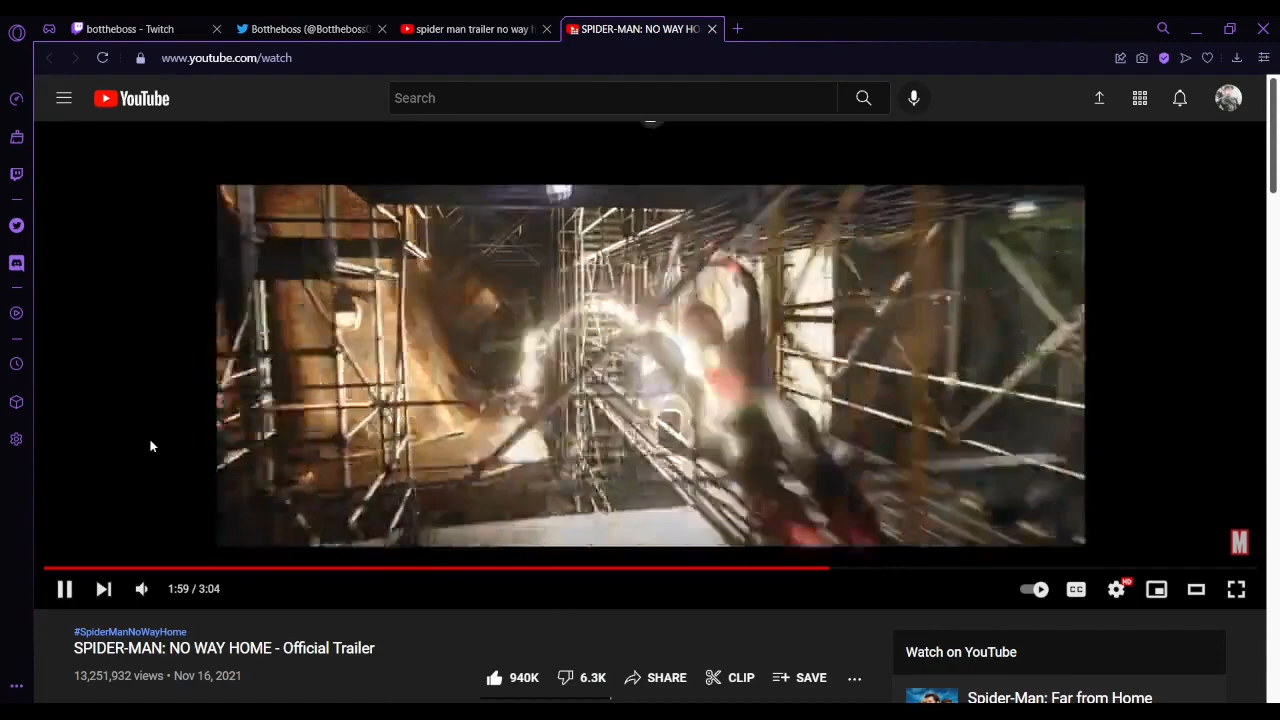 bottheboss - Twitch
Bottheboss (@Bottheboss
spider man trailer no way h
SPIDER-MAN: NO WAY HO
www.youtube.com/watch
YouTube
Search
M
1:59 / 3:04
CC
HD
#SpiderManNoWayHome
SPIDER-MAN: NO WAY HOME - Official Trailer
13,251,932 views • Nov 16, 2021
940K
6.3K
SHARE
CLIP
SAVE
Watch on YouTube
Spider-Man: Far from Home